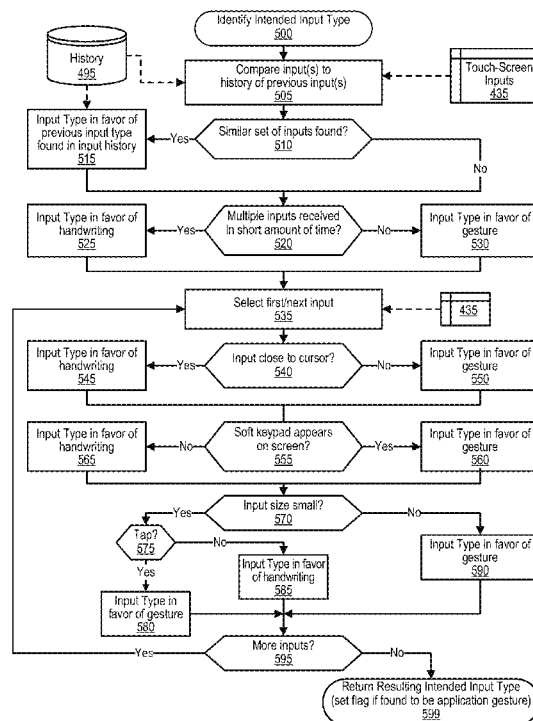 Identify Intended Input Type
500
History
495
Compare input(s) to
history of previous input(s)
505
Touch-Screen
Inputs
435
Input Type in favor of
previous input type
found in input history
515
Yes
Similar set of inputs found?
510
No
Input Type in favor of
handwriting
525
Yes
Multiple inputs received
in short amount of time?
520
No
Input Type in favor of
gesture
530
Select first/next input
535
435
Input Type in favor of
handwriting
545
Yes
Input close to cursor?
540
No
Input Type in favor of
gesture
550
Input Type in favor of
handwriting
565
No
Soft keypad appears
on screen?
555
Yes
Input Type in favor of
gesture
560
Yes
Input size small?
570
No
Tap?
575
No
Yes
Input Type in favor
of handwriting
585
Input Type in favor of
gesture
590
Input Type in
favor of gesture
580
Yes
More inputs?
595
No
Return Resulting Intended Input Type
(set flag if found to be application gesture)
599